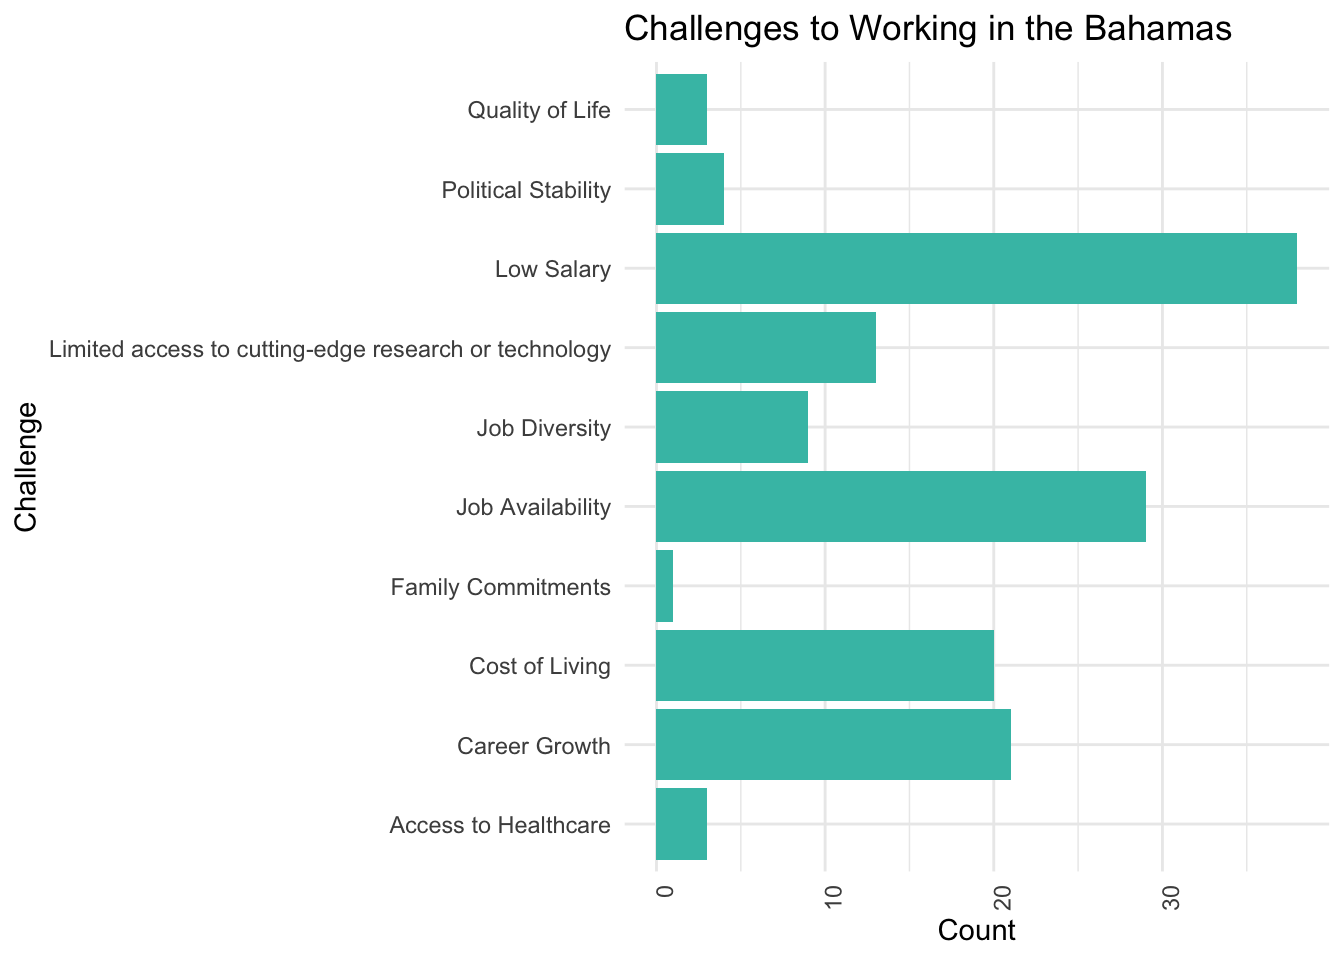 Challenges to Working in the Bahamas
Quality of Life
Political Stability
Low Salary
Limited access to cutting-edge research or technology
Job Diversity
Job Availability
Family Commitments
Cost of Living
Career Growth
Access to Healthcare
Challenge
0
10
20
30
Count